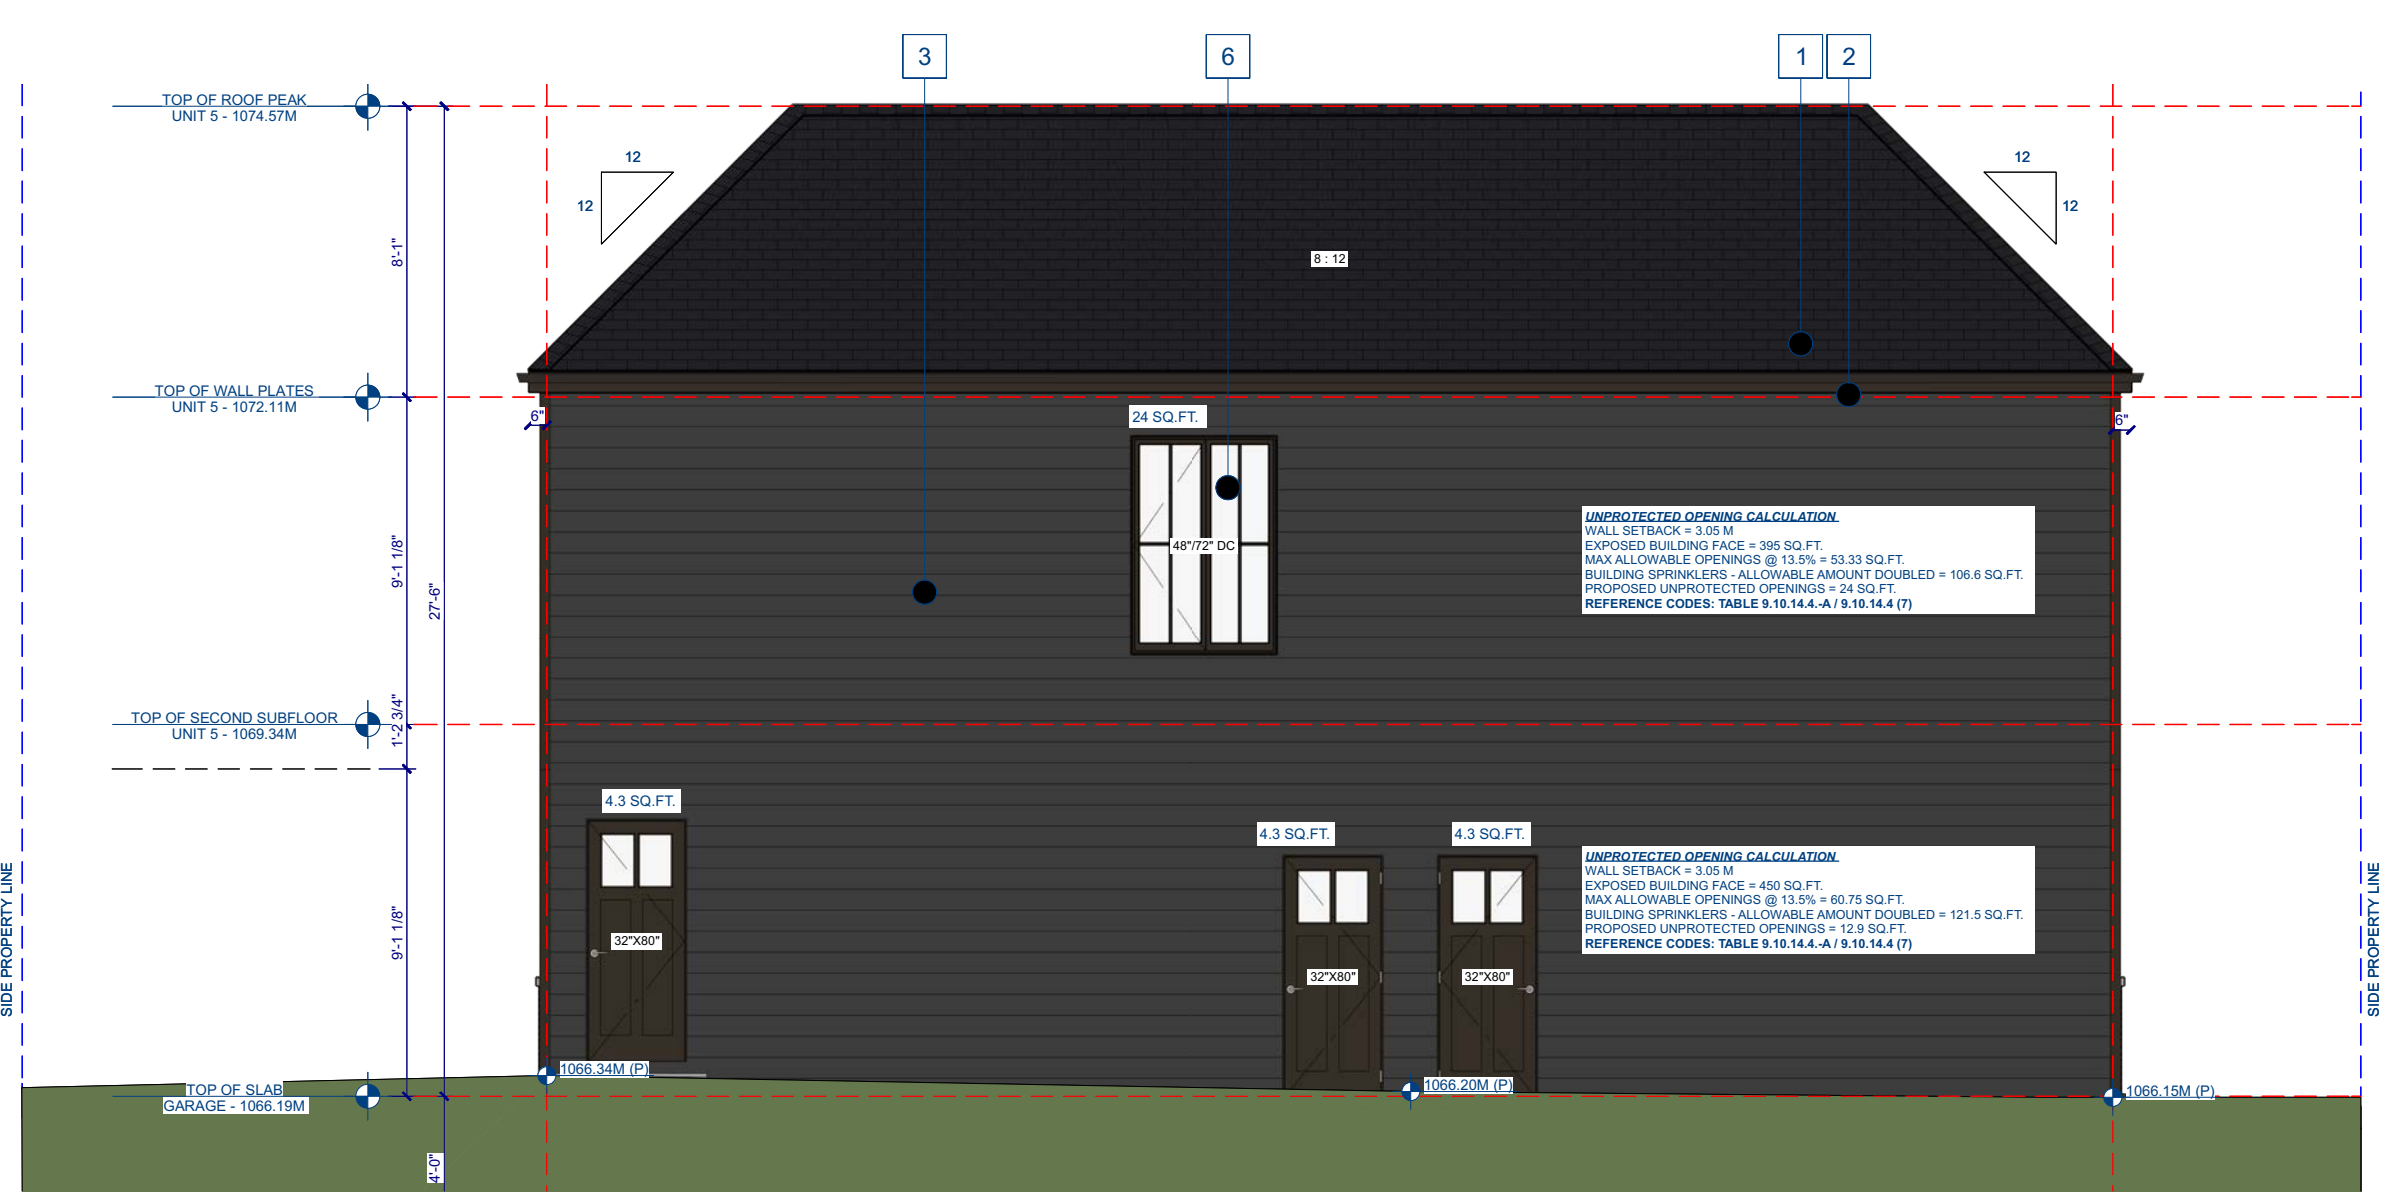 3
6
1
2
TOP OF ROOF PEAK
UNIT 5 - 1074.57M
12
12
12
12
8'-1"
8 : 12
TOP OF WALL PLATES
UNIT 5 - 1072.11M
6"
6"
24 SQ.FT.
48"/72" DC
9'-1 1/8"
27'-6"
UNPROTECTED OPENING CALCULATION
WALL SETBACK = 3.05 M
EXPOSED BUILDING FACE = 395 SQ.FT.
MAX ALLOWABLE OPENINGS @ 13.5% = 53.33 SQ.FT.
BUILDING SPRINKLERS - ALLOWABLE AMOUNT DOUBLED = 106.6 SQ.FT.
PROPOSED UNPROTECTED OPENINGS = 24 SQ.FT.
REFERENCE CODES: TABLE 9.10.14.4.-A / 9.10.14.4 (7)
TOP OF SECOND SUBFLOOR
UNIT 5 - 1069.34M
1'-2 3/4"
4.3 SQ.FT.
4.3 SQ.FT.
4.3 SQ.FT.
32"X80"
32"X80"
32"X80"
UNPROTECTED OPENING CALCULATION
WALL SETBACK = 3.05 M
EXPOSED BUILDING FACE = 450 SQ.FT.
MAX ALLOWABLE OPENINGS @ 13.5% = 60.75 SQ.FT.
BUILDING SPRINKLERS - ALLOWABLE AMOUNT DOUBLED = 121.5 SQ.FT.
PROPOSED UNPROTECTED OPENINGS = 12.9 SQ.FT.
REFERENCE CODES: TABLE 9.10.14.4.-A / 9.10.14.4 (7)
9'-1 1/8"
SIDE PROPERTY LINE
SIDE PROPERTY LINE
1066.34M (P)
1066.20M (P)
1066.15M (P)
TOP OF SLAB
GARAGE - 1066.19M
4'-0"